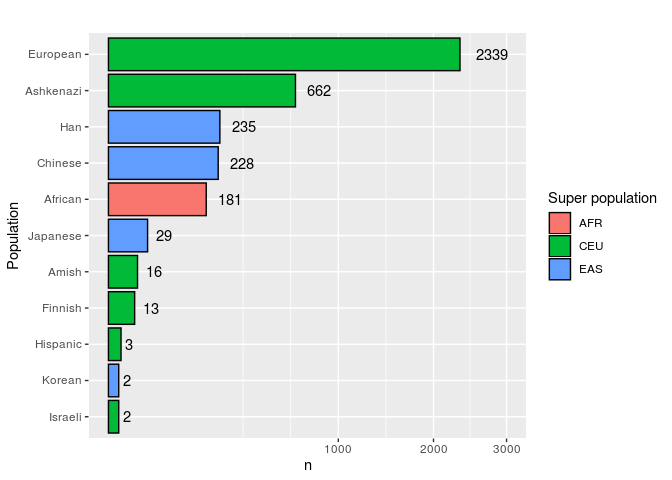 European 2339
Ashkenazi 662
Han 235
Chinese 228
African 181
Japanese 29
Amish 16
Finnish 13
Hispanic 3
Korean 2
Israeli 2
Population
1000 2000 3000
n
Super population
AFR
CEU
EAS